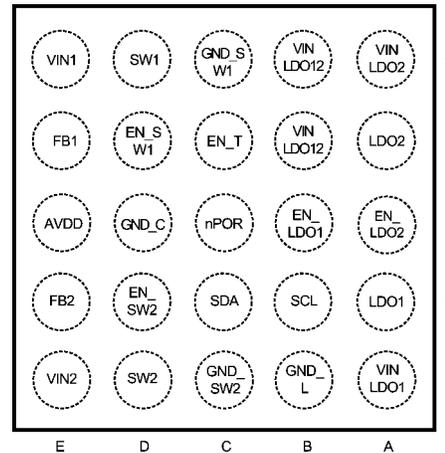 VIN1 SW1 GND_S
W1 VIN
LDO12 VIN
LDO2
FB1 EN_S
W1 EN_T VIN
LDO12 LDO2
AVDD GND_C nPOR EN_
LDO1 EN_
LDO2
FB2 EN_
SW2 SDA SCL LDO1
VIN2 SW2 GND_
SW2 GND_
L VIN
LDO1
E D C B A